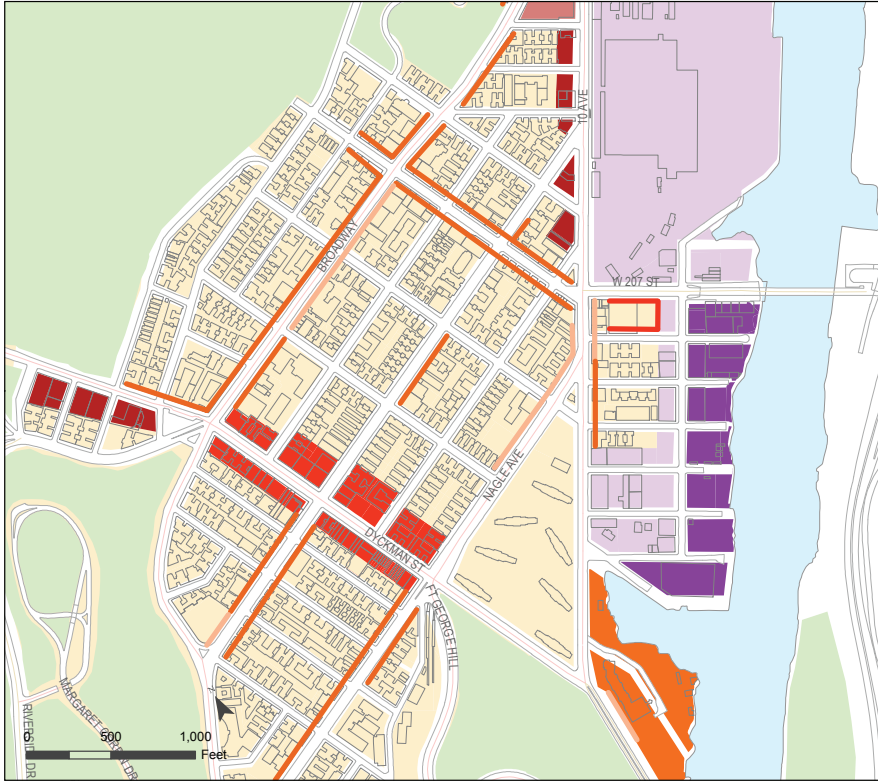 10 AVE
BROADWAY
W 207 ST
NAGLE AVE
DYCKMAN ST
FT GEORGE HILL
MARGARET CORBIN DR
RIVERSIDE DR
0 500 1,000
Feet